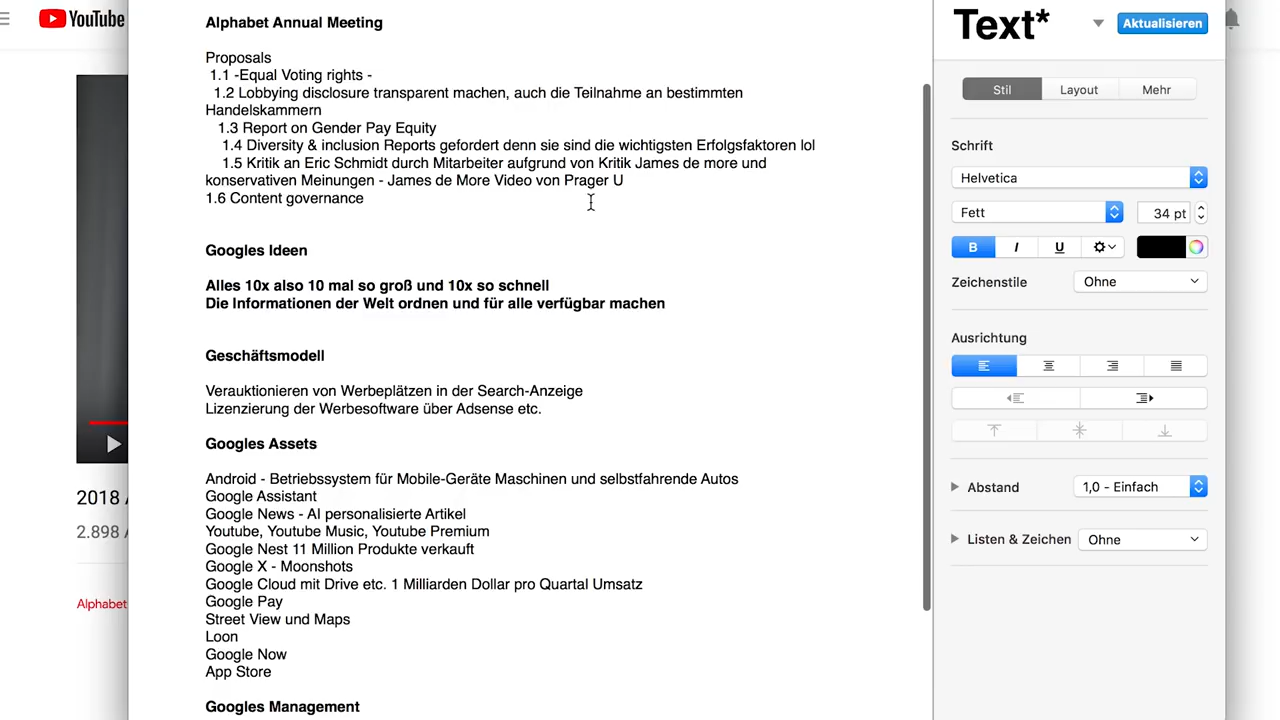 YouTube
Alphabet Annual Meeting
Proposals
1.1 -Equal Voting rights -
1.2 Lobbying disclosure transparent machen, auch die Teilnahme an bestimmten
Handelskammern
1.3 Report on Gender Pay Equity
1.4 Diversity & inclusion Reports gefordert denn sie sind die wichtigsten Erfolgsfaktoren lol
1.5 Kritik an Eric Schmidt durch Mitarbeiter aufgrund von Kritik James de more und
konservativen Meinungen - James de More Video von Prager U
1.6 Content governance
Googles Ideen
Alles 10x also 10 mal so groß und 10x so schnell
Die Informationen der Welt ordnen und für alle verfügbar machen
Geschäftsmodell
Verauktionieren von Werbeplätzen in der Search-Anzeige
Lizenzierung der Werbesoftware über Adsense etc.
Googles Assets
Android - Betriebssystem für Mobile-Geräte Maschinen und selbstfahrende Autos
Google Assistant
Google News - AI personalisierte Artikel
Youtube, Youtube Music, Youtube Premium
Google Nest 11 Million Produkte verkauft
Google X - Moonshots
Google Cloud mit Drive etc. 1 Milliarden Dollar pro Quartal Umsatz
Google Pay
Street View und Maps
Loon
Google Now
App Store
Googles Management
2018 A
2.898 A
Alphabet
Text*
Aktualisieren
Stil Layout Mehr
Schrift
Helvetica
Fett 34 pt
B I U
Zeichenstile Ohne
Ausrichtung
Abstand 1,0 - Einfach
Listen & Zeichen Ohne